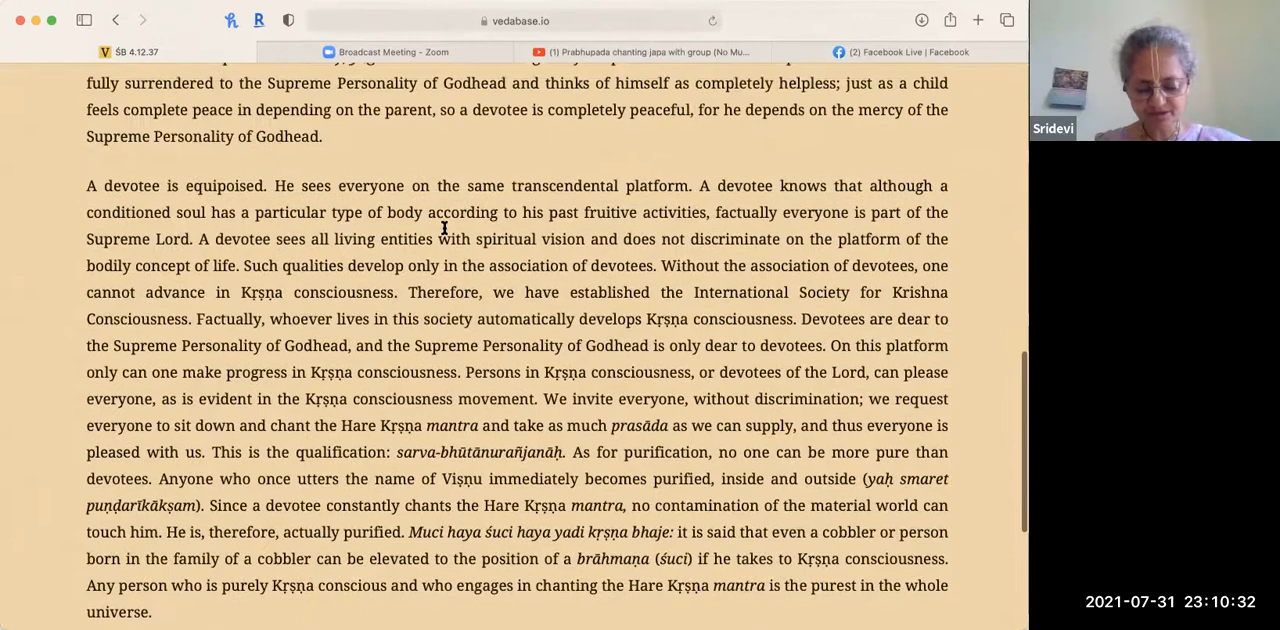 vedabase.io
ŚB 4.12.37
Broadcast Meeting - Zoom
(1) Prabhupada chanting japa with group (No Mu...
(2) Facebook Live | Facebook
fully surrendered to the Supreme Personality of Godhead and thinks of himself as completely helpless; just as a child
feels complete peace in depending on the parent, so a devotee is completely peaceful, for he depends on the mercy of the
Supreme Personality of Godhead.
A devotee is equipoised. He sees everyone on the same transcendental platform. A devotee knows that although a
conditioned soul has a particular type of body according to his past fruitive activities, factually everyone is part of the
Supreme Lord. A devotee sees all living entities with spiritual vision and does not discriminate on the platform of the
bodily concept of life. Such qualities develop only in the association of devotees. Without the association of devotees, one
cannot advance in Kṛṣṇa consciousness. Therefore, we have established the International Society for Krishna
Consciousness. Factually, whoever lives in this society automatically develops Kṛṣṇa consciousness. Devotees are dear to
the Supreme Personality of Godhead, and the Supreme Personality of Godhead is only dear to devotees. On this platform
only can one make progress in Kṛṣṇa consciousness. Persons in Kṛṣṇa consciousness, or devotees of the Lord, can please
everyone, as is evident in the Kṛṣṇa consciousness movement. We invite everyone, without discrimination; we request
everyone to sit down and chant the Hare Kṛṣṇa mantra and take as much prasāda as we can supply, and thus everyone is
pleased with us. This is the qualification: sarva-bhūtānurañjanāḥ. As for purification, no one can be more pure than
devotees. Anyone who once utters the name of Viṣṇu immediately becomes purified, inside and outside (yaḥ smaret
puṇḍarīkākṣam). Since a devotee constantly chants the Hare Kṛṣṇa mantra, no contamination of the material world can
touch him. He is, therefore, actually purified. Muci haya śuci haya yadi kṛṣṇa bhaje: it is said that even a cobbler or person
born in the family of a cobbler can be elevated to the position of a brāhmaṇa (śuci) if he takes to Kṛṣṇa consciousness.
Any person who is purely Kṛṣṇa conscious and who engages in chanting the Hare Kṛṣṇa mantra is the purest in the whole
universe.
Sridevi
2021-07-31 23:10:32